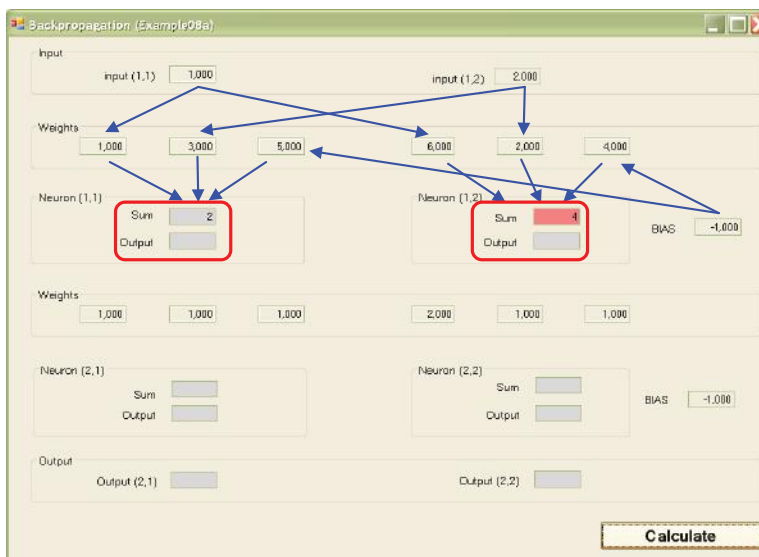 Backpropagation (Example08a)
Input
input (1,1) 1,000 input (1,2) 2,000
Weights
1,000 3,000 5,000 6,000 2,000 4,000
Neuron (1,1) Neuron (1,2)
Sum 2 Sum 4
Output Output BIAS -1,000
Weights
1,000 1,000 1,000 2,000 1,000 1,000
Neuron (2,1) Neuron (2,2)
Sum Sum
Output Output BIAS -1,000
Output
Output (2,1) Output (2,2)
Calculate